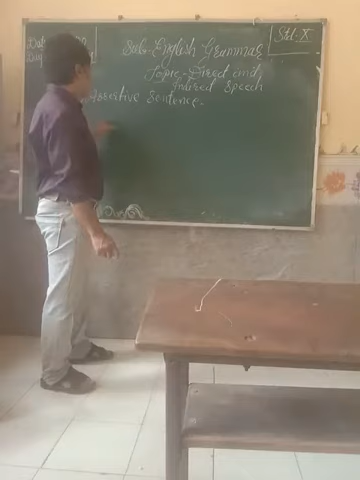 Sub:- English Grammar
Std:- X
Topic - Direct and
Indirect Speech
Assertive Sentence.